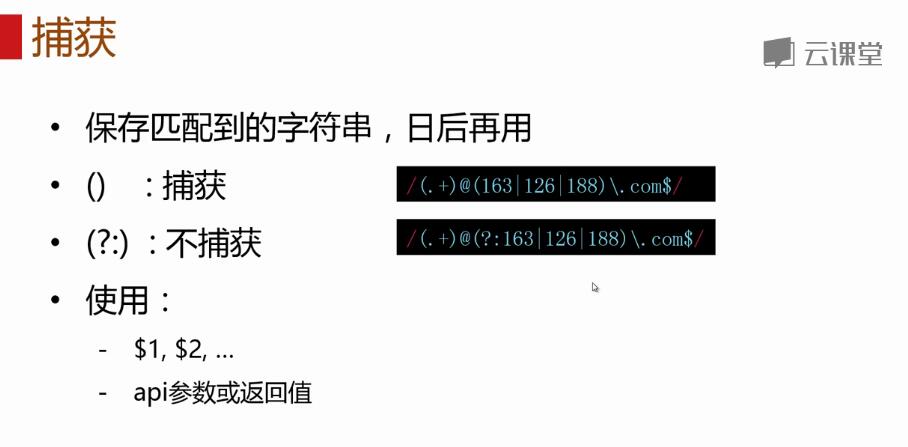 捕获
云课堂
• 保存匹配到的字符串，日后再用
• () : 捕获 /(.+)@(163|126|188)\.com$/
• (?:) : 不捕获 /(.+)@(?:163|126|188)\.com$/
• 使用：
- $1, $2, ...
- api参数或返回值